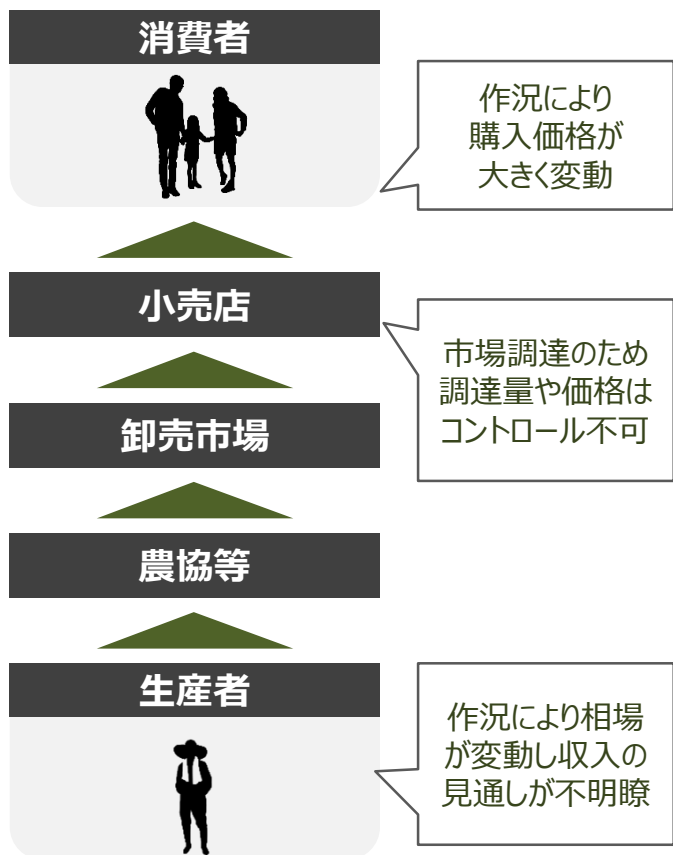 消費者
作況により
購入価格が
大きく変動
小売店
市場調達のため
調達量や価格は
コントロール不可
卸売市場
農協等
生産者
作況により相場
が変動し収入の
見通しが不明瞭